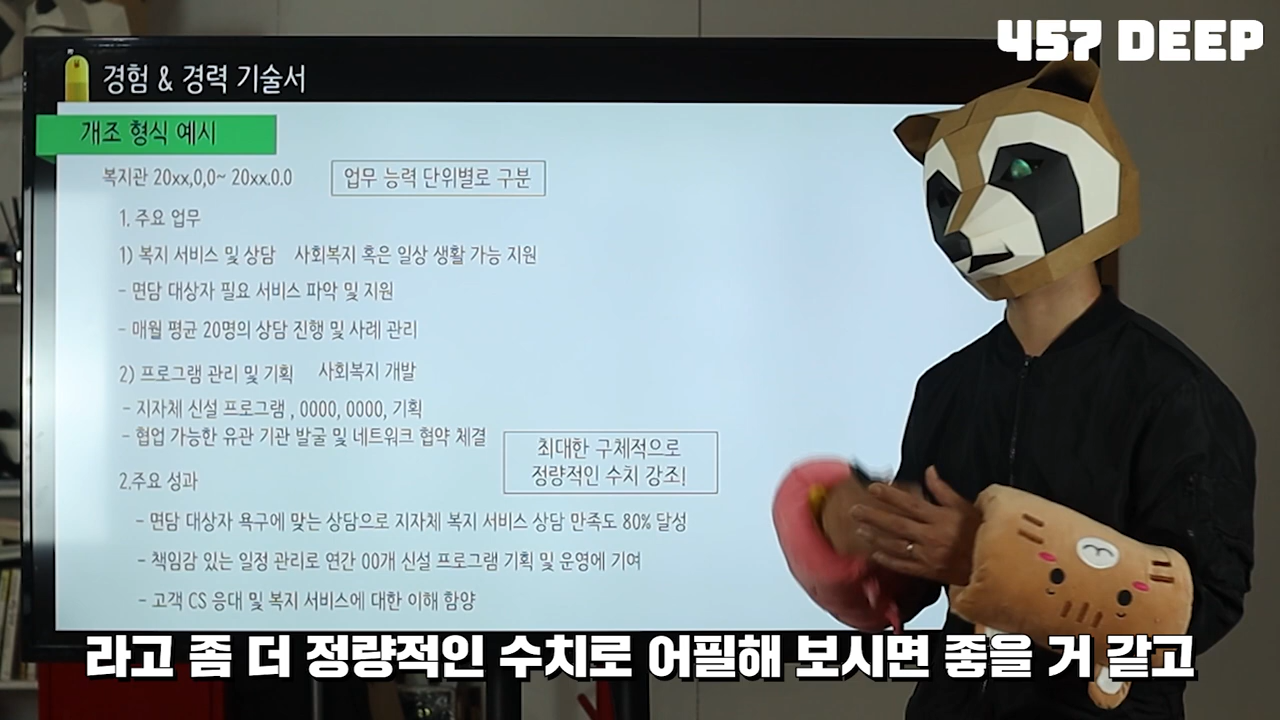 457 DEEP
경험 & 경력 기술서
개조 형식 예시
복지관 20xx,0,0~ 20xx.0.0
업무 능력 단위별로 구분
1. 주요 업무
1) 복지 서비스 및 상담 사회복지 혹은 일상 생활 가능 지원
- 면담 대상자 필요 서비스 파악 및 지원
- 매월 평균 20명의 상담 진행 및 사례 관리
2) 프로그램 관리 및 기획 사회복지 개발
- 지자체 신설 프로그램 , 0000, 0000, 기획
- 협업 가능한 유관 기관 발굴 및 네트워크 협약 체결
최대한 구체적으로
정량적인 수치 강조!
2.주요 성과
- 면담 대상자 욕구에 맞는 상담으로 지자체 복지 서비스 상담 만족도 80% 달성
- 책임감 있는 일정 관리로 연간 00개 신설 프로그램 기획 및 운영에 기여
- 고객 CS 응대 및 복지 서비스에 대한 이해 함양
라고 좀 더 정량적인 수치로 어필해 보시면 좋을 거 같고